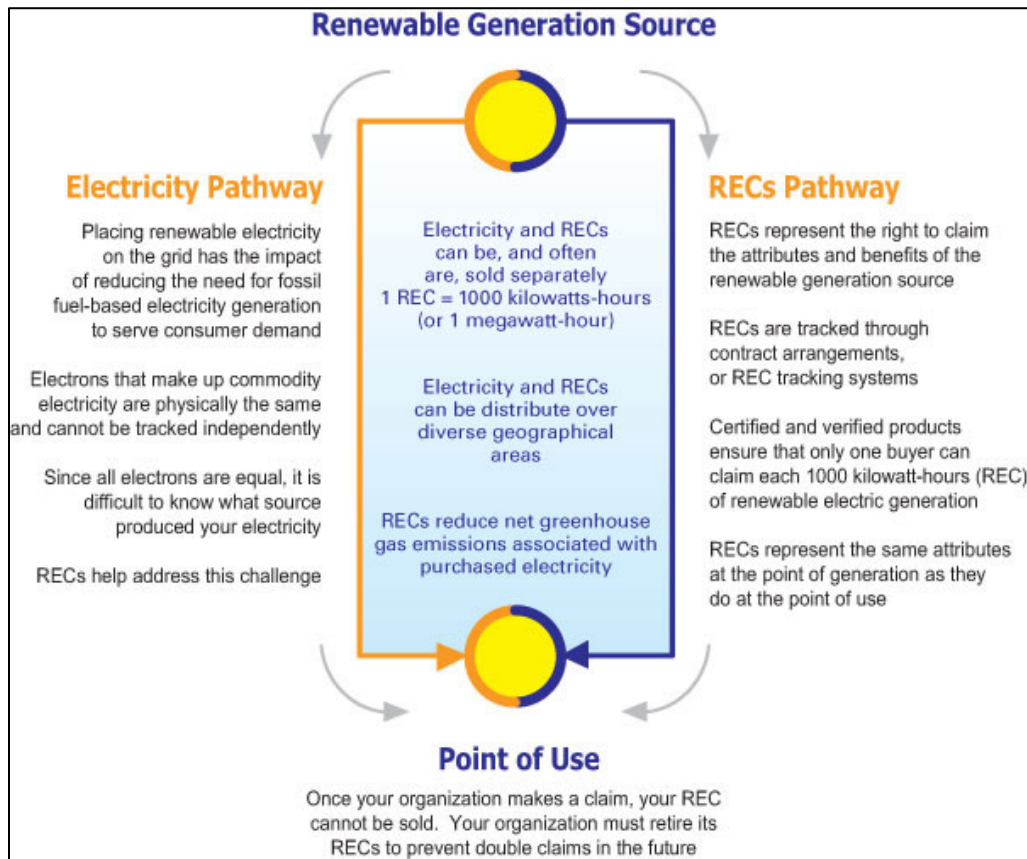 Renewable Generation Source
Electricity Pathway
Placing renewable electricity
on the grid has the impact
of reducing the need for fossil
fuel-based electricity generation
to serve consumer demand
Electrons that make up commodity
electricity are physically the same
and cannot be tracked independently
Since all electrons are equal, it is
difficult to know what source
produced your electricity
RECs help address this challenge
Electricity and RECs
can be, and often
are, sold separately
1 REC = 1000 kilowatts-hours
(or 1 megawatt-hour)
Electricity and RECs
can be distribute over
diverse geographical
areas
RECs reduce net greenhouse
gas emissions associated with
purchased electricity
RECs Pathway
RECs represent the right to claim
the attributes and benefits of the
renewable generation source
RECs are tracked through
contract arrangements,
or REC tracking systems
Certified and verified products
ensure that only one buyer can
claim each 1000 kilowatt-hours (REC)
of renewable electric generation
RECs represent the same attributes
at the point of generation as they
do at the point of use
Point of Use
Once your organization makes a claim, your REC
cannot be sold. Your organization must retire its
RECs to prevent double claims in the future